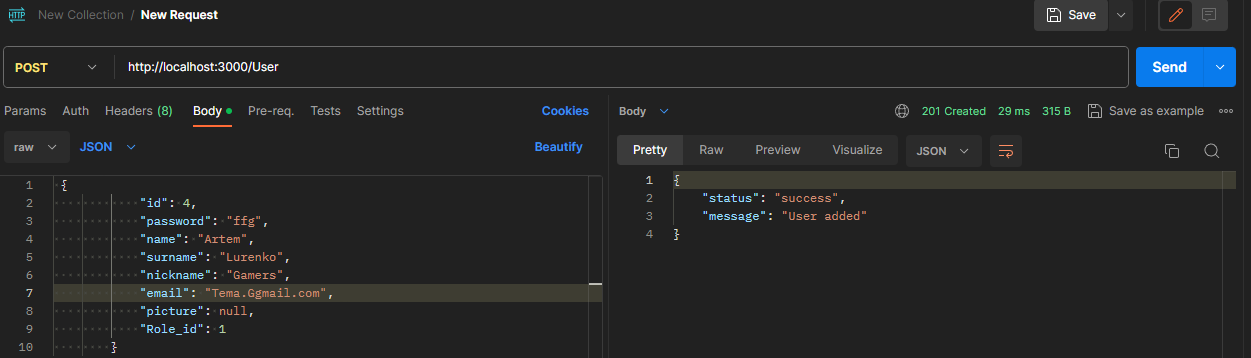 HTTP New Collection / New Request Save
POST http://localhost:3000/User Send
Params Auth Headers (8) Body Pre-req. Tests Settings Cookies
Body 201 Created 29 ms 315 B Save as example
raw JSON Beautify
Pretty Raw Preview Visualize JSON
1 {
2 "id": 4,
3 "password": "ffg",
4 "name": "Artem",
5 "surname": "Lurenko",
6 "nickname": "Gamers",
7 "email": "Tema.Ggmail.com",
8 "picture": null,
9 "Role_id": 1
10 }
1 {
2 "status": "success",
3 "message": "User added"
4 }